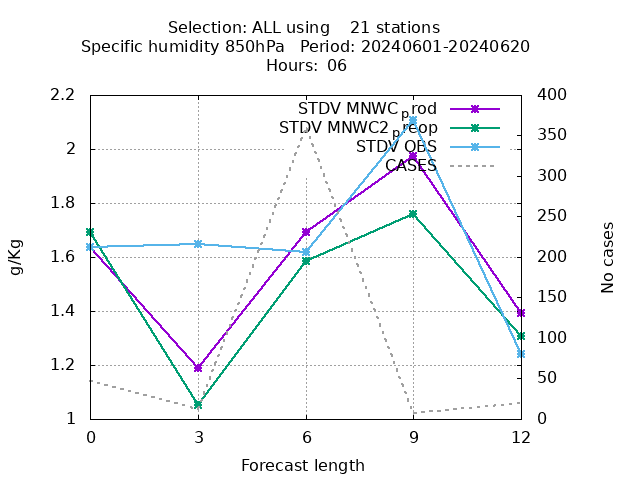 Selection: ALL using    21 stations
Specific humidity 850hPa   Period: 20240601-20240620
Hours:  06
STDV MNWCprod
STDV MNWC2preop
STDV OBS
CASES
2.2
2
1.8
1.6
1.4
1.2
1
400
350
300
250
200
150
100
50
0
g/Kg
No cases
0 3 6 9 12
Forecast length